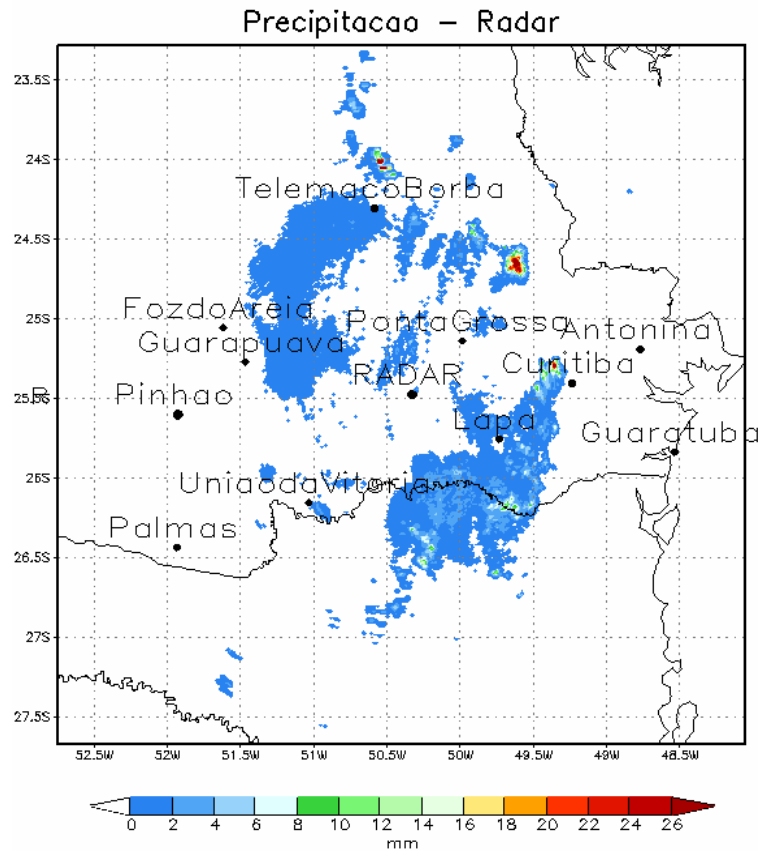 Precipitacao – Radar
23.5S
24S
TelemacoBorba
24.5S
FozdoAreia
25S
PontaGrossa
Antonina
Guarapuava
Curitiba
RADAR
25.5S
Pinhao
Lapa
Guaratuba
26S
UniaodaVitoria
Palmas
26.5S
27S
27.5S
52.5W 52W 51.5W 51W 50.5W 50W 49.5W 49W 48.5W
0 2 4 6 8 10 12 14 16 18 20 22 24 26
mm